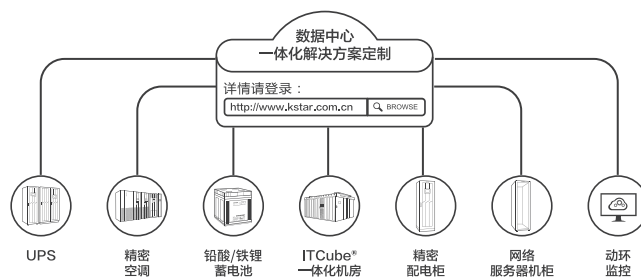 数据中心
一体化解决方案定制
详情请登录：
http://www.kstar.com.cn
BROWSE
UPS
精密
空调
铅酸/铁锂
蓄电池
ITCube®
一体化机房
精密
配电柜
网络
服务器机柜
动环
监控